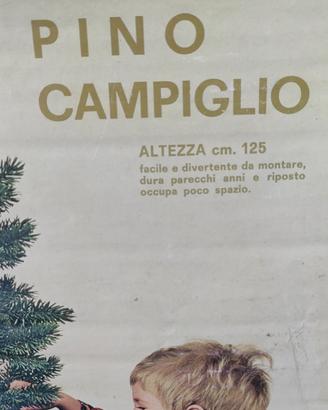 PINO
CAMPIGLIO
ALTEZZA cm. 125
facile e divertente da montare,
dura parecchi anni e riposto
occupa poco spazio.